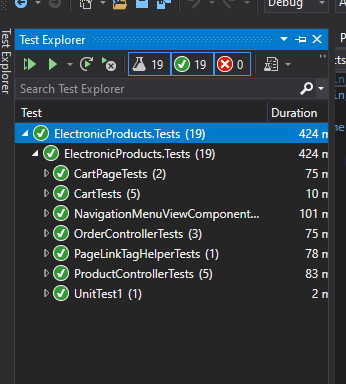 Debug
Test Explorer
Test Explorer
P
19 19 0
Search Test Explorer
Test Duration
ElectronicProducts.Tests (19) 424 m
ElectronicProducts.Tests (19) 424 m
CartPageTests (2) 75 m
CartTests (5) 10 m
NavigationMenuViewComponent... 101 m
OrderControllerTests (3) 75 m
PageLinkTagHelperTests (1) 78 m
ProductControllerTests (5) 83 m
UnitTest1 (1) 2 m